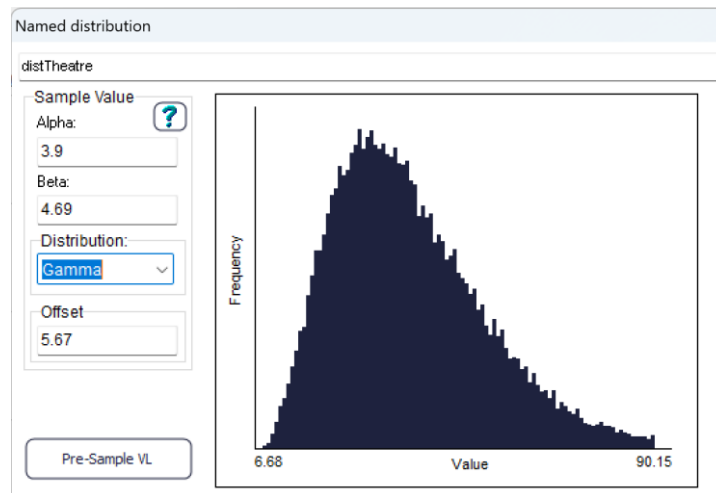 Named distribution
distTheatre
Sample Value
?
Alpha:
3.9
Beta:
4.69
Distribution:
Gamma
Offset
5.67
Pre-Sample VL
Frequency
6.68
Value
90.15